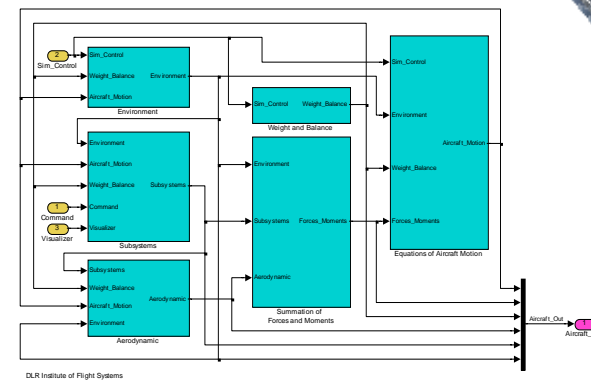 2
Sim_Control
Sim_Control
Weight_Balance
Environment
Aircraft_Motion
Environment
Sim_Control
Weight_Balance
Weight and Balance
Sim_Control
Environment
Aircraft_Motion
Weight_Balance
Forces_Moments
Equations of Aircraft Motion
Environment
Aircraft_Motion
Weight_Balance
Subsystems
Command
Visualizer
Subsystems
1
Command
3
Visualizer
Environment
Subsystems
Forces_Moments
Aerodynamic
Summation of
Forces and Moments
Subsystems
Weight_Balance
Aerodynamic
Aircraft_Motion
Environment
Aerodynamic
Aircraft_Out
1
Aircraft_
DLR Institute of Flight Systems